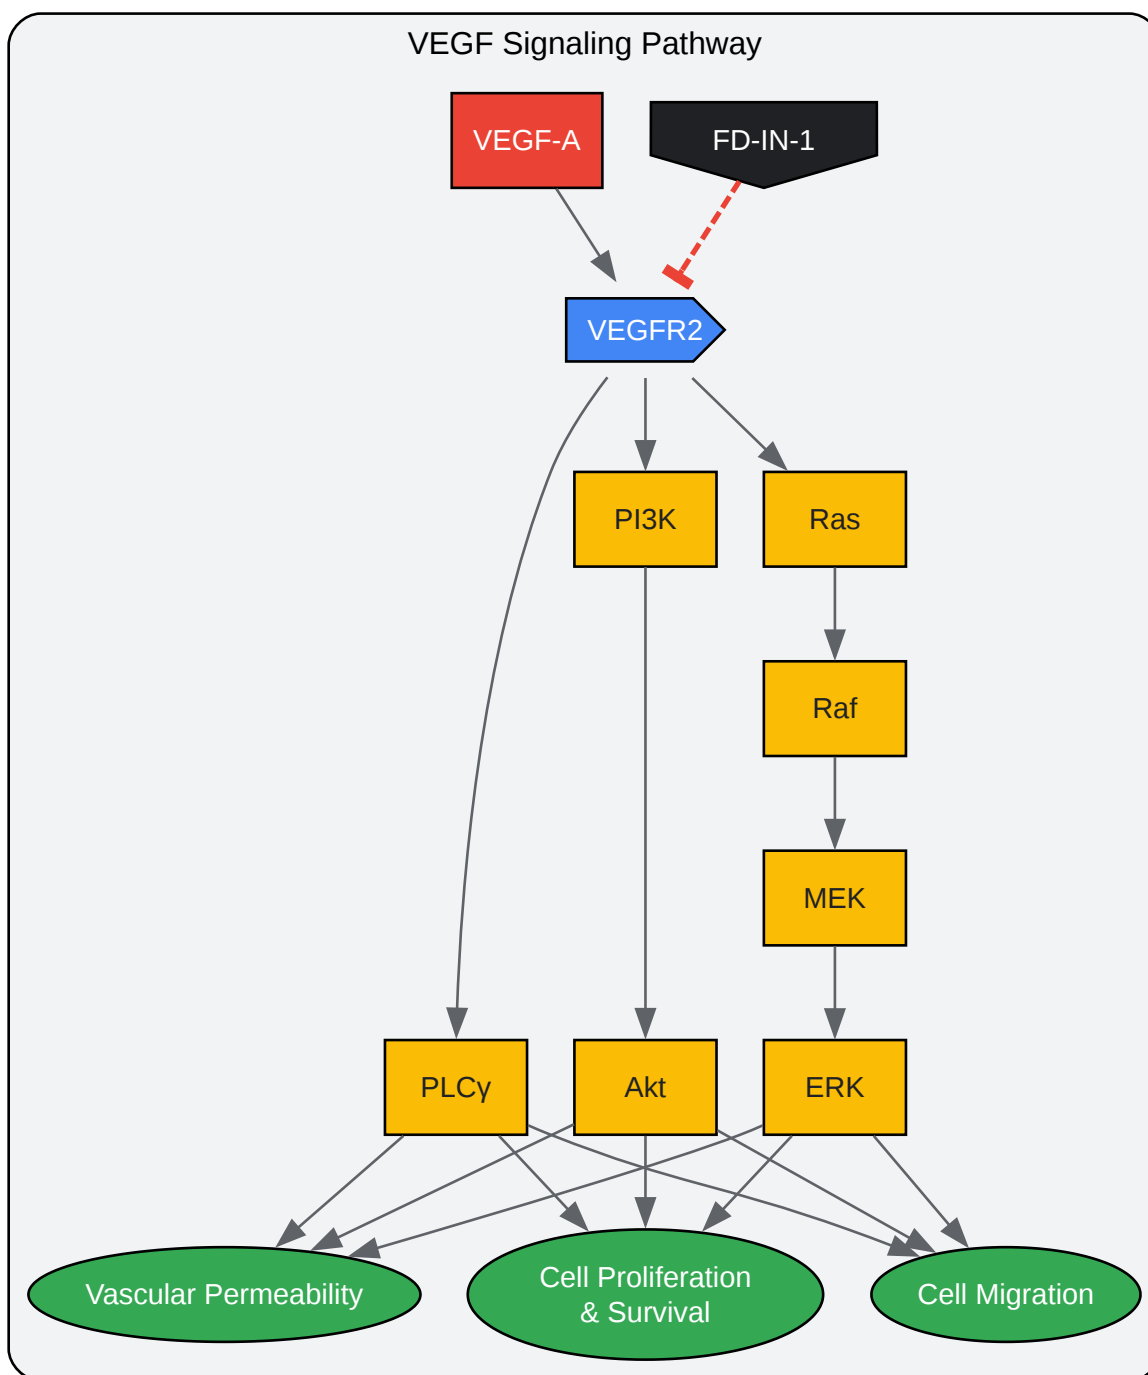 VEGF Signaling Pathway
VEGF-A
FD-IN-1
VEGFR2
PI3K
Ras
Raf
MEK
PLCγ
Akt
ERK
Vascular Permeability
Cell Proliferation
& Survival
Cell Migration